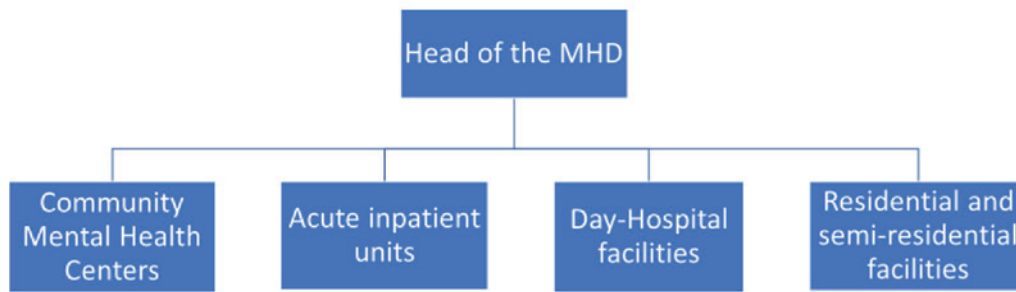 Head of the MHD
Community
Mental Health
Centers
Acute inpatient
units
Day-Hospital
facilities
Residential and
semi-residential
facilities